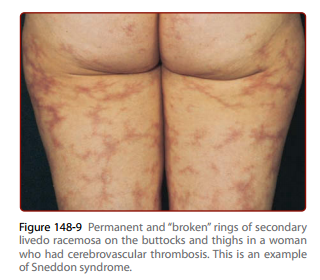 Figure 148-9 Permanent and “broken” rings of secondary
livedo racemosa on the buttocks and thighs in a woman
who had cerebrovascular thrombosis. This is an example
of Sneddon syndrome.